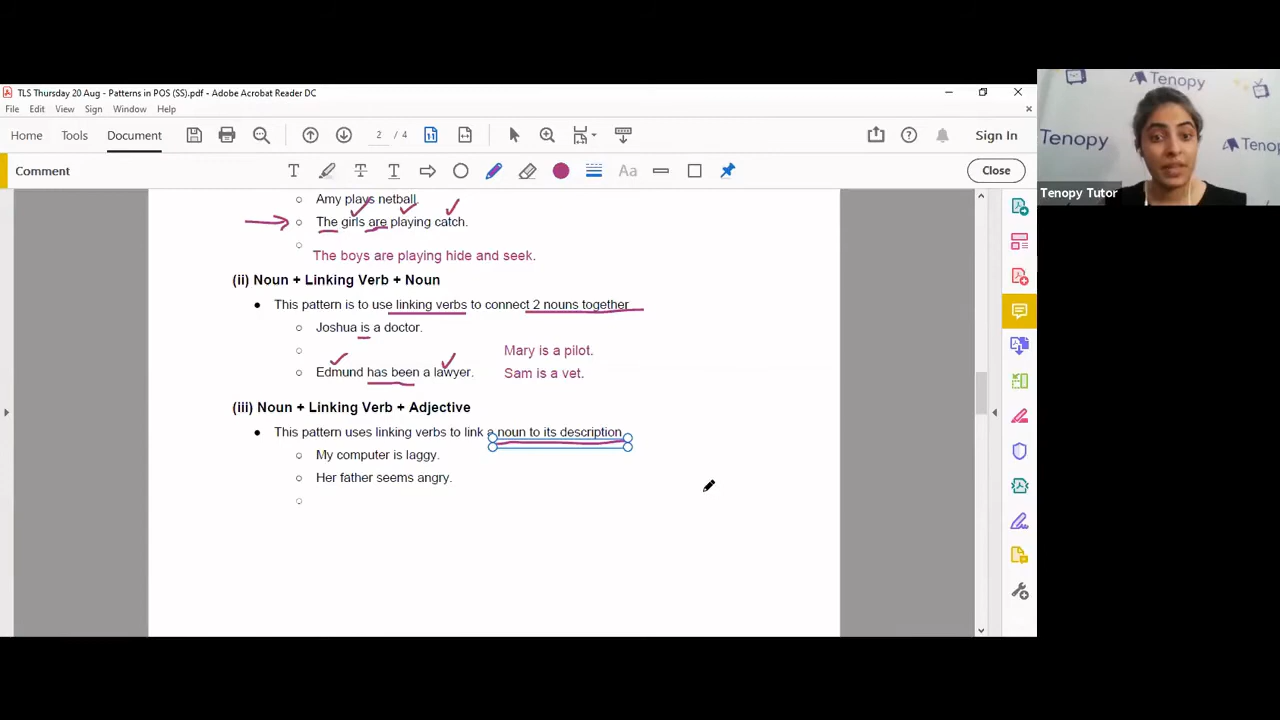 TLS Thursday 20 Aug - Patterns in POS (SS).pdf - Adobe Acrobat Reader DC
File Edit View Sign Window Help
Home Tools Document 2 / 4 Sign In
Comment Aa Close
Tenopy
Tenopy
Tenopy
Tenopy Tutor
Amy plays netball.
The girls are playing catch.
The boys are playing hide and seek.
(ii) Noun + Linking Verb + Noun
This pattern is to use linking verbs to connect 2 nouns together
Joshua is a doctor.
Mary is a pilot.
Edmund has been a lawyer. Sam is a vet.
(iii) Noun + Linking Verb + Adjective
This pattern uses linking verbs to link a noun to its description
My computer is laggy.
Her father seems angry.